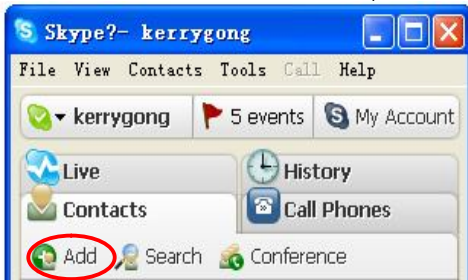 Skype?- kerrygong
File View Contacts Tools Call Help
kerrygong 5 events My Account
Live History
Contacts Call Phones
Add Search Conference